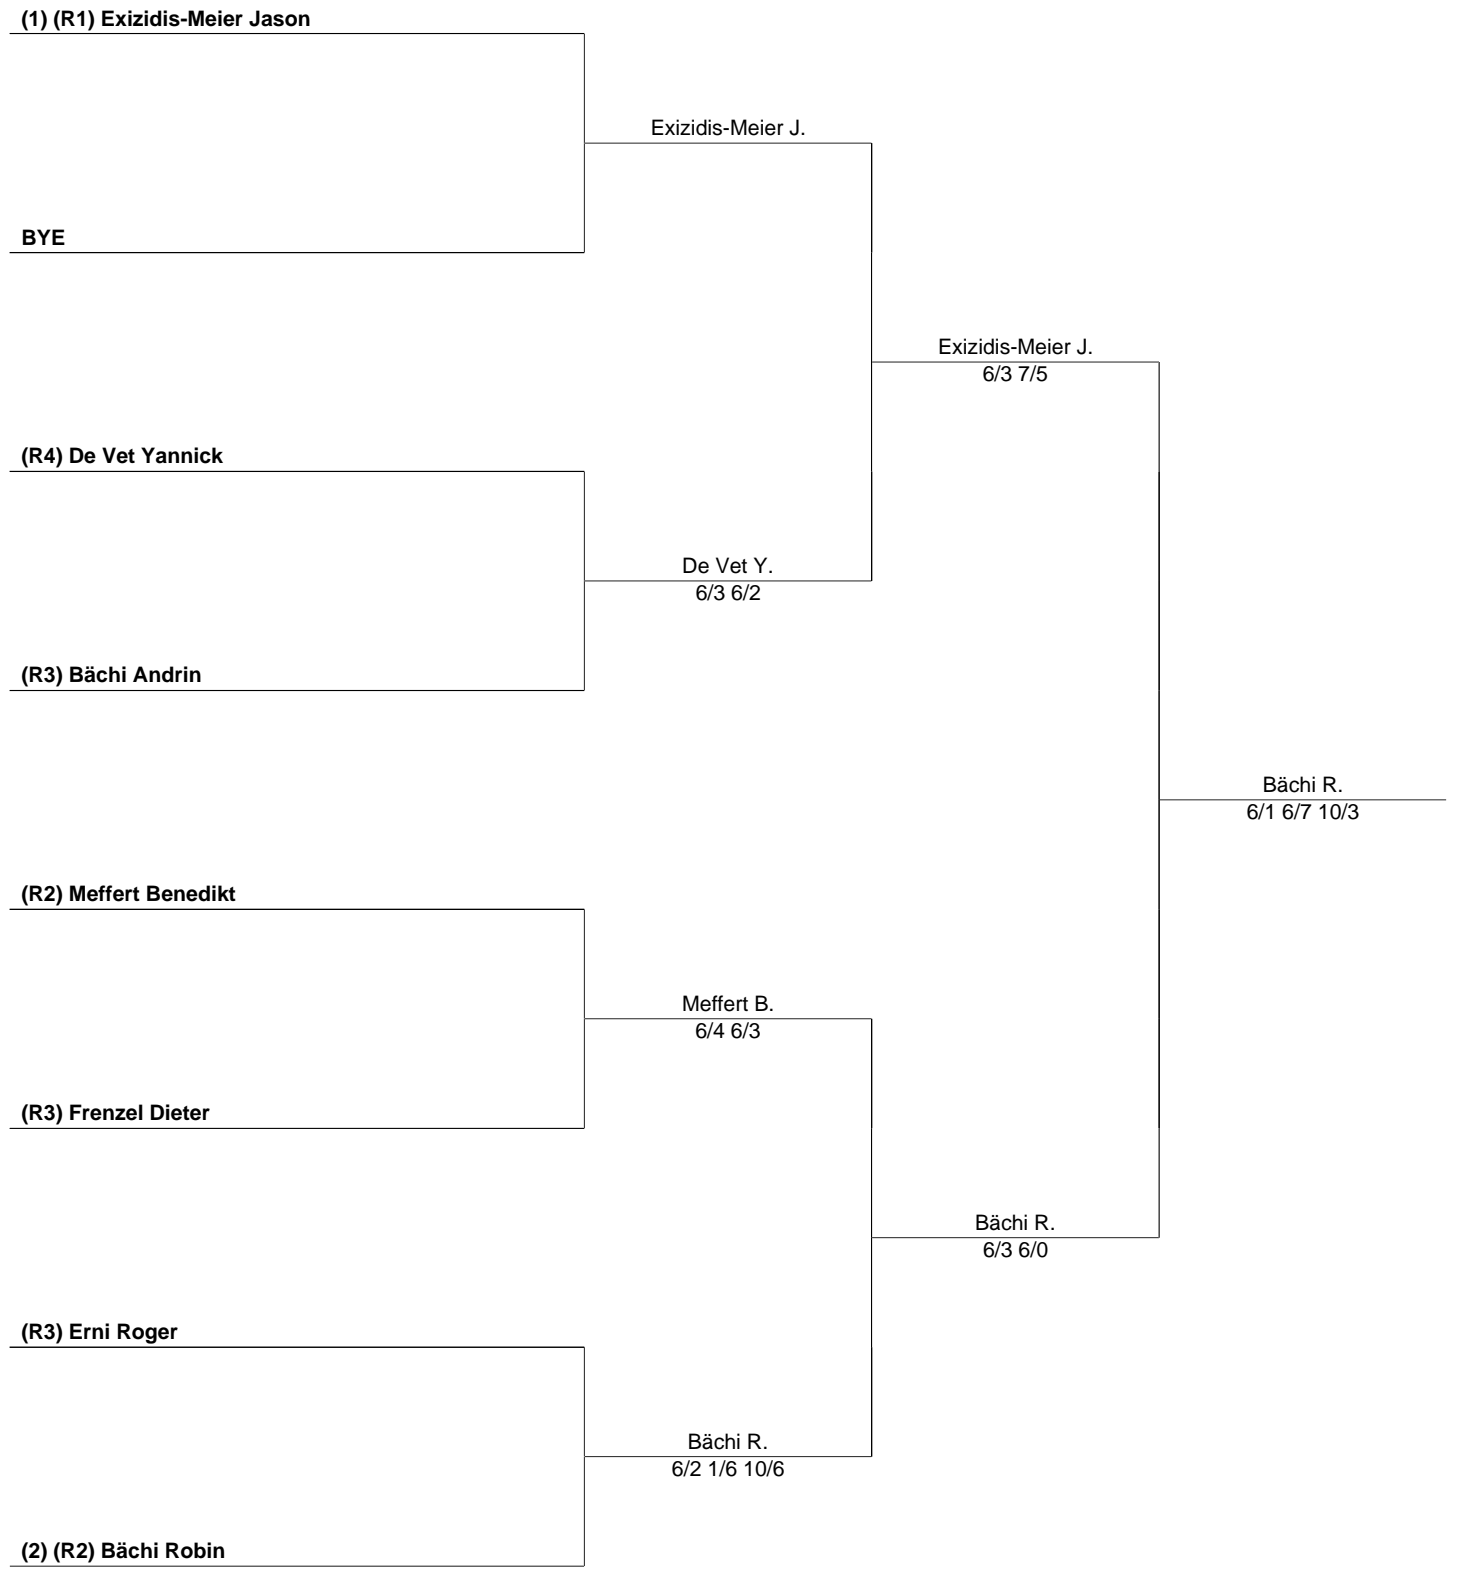 (1) (R1) Exizidis-Meier Jason
Exizidis-Meier J.
BYE
Exizidis-Meier J.
6/3 7/5
(R4) De Vet Yannick
De Vet Y.
6/3 6/2
(R3) Bächi Andrin
Bächi R.
6/1 6/7 10/3
(R2) Meffert Benedikt
Meffert B.
6/4 6/3
(R3) Frenzel Dieter
Bächi R.
6/3 6/0
(R3) Erni Roger
Bächi R.
6/2 1/6 10/6
(2) (R2) Bächi Robin